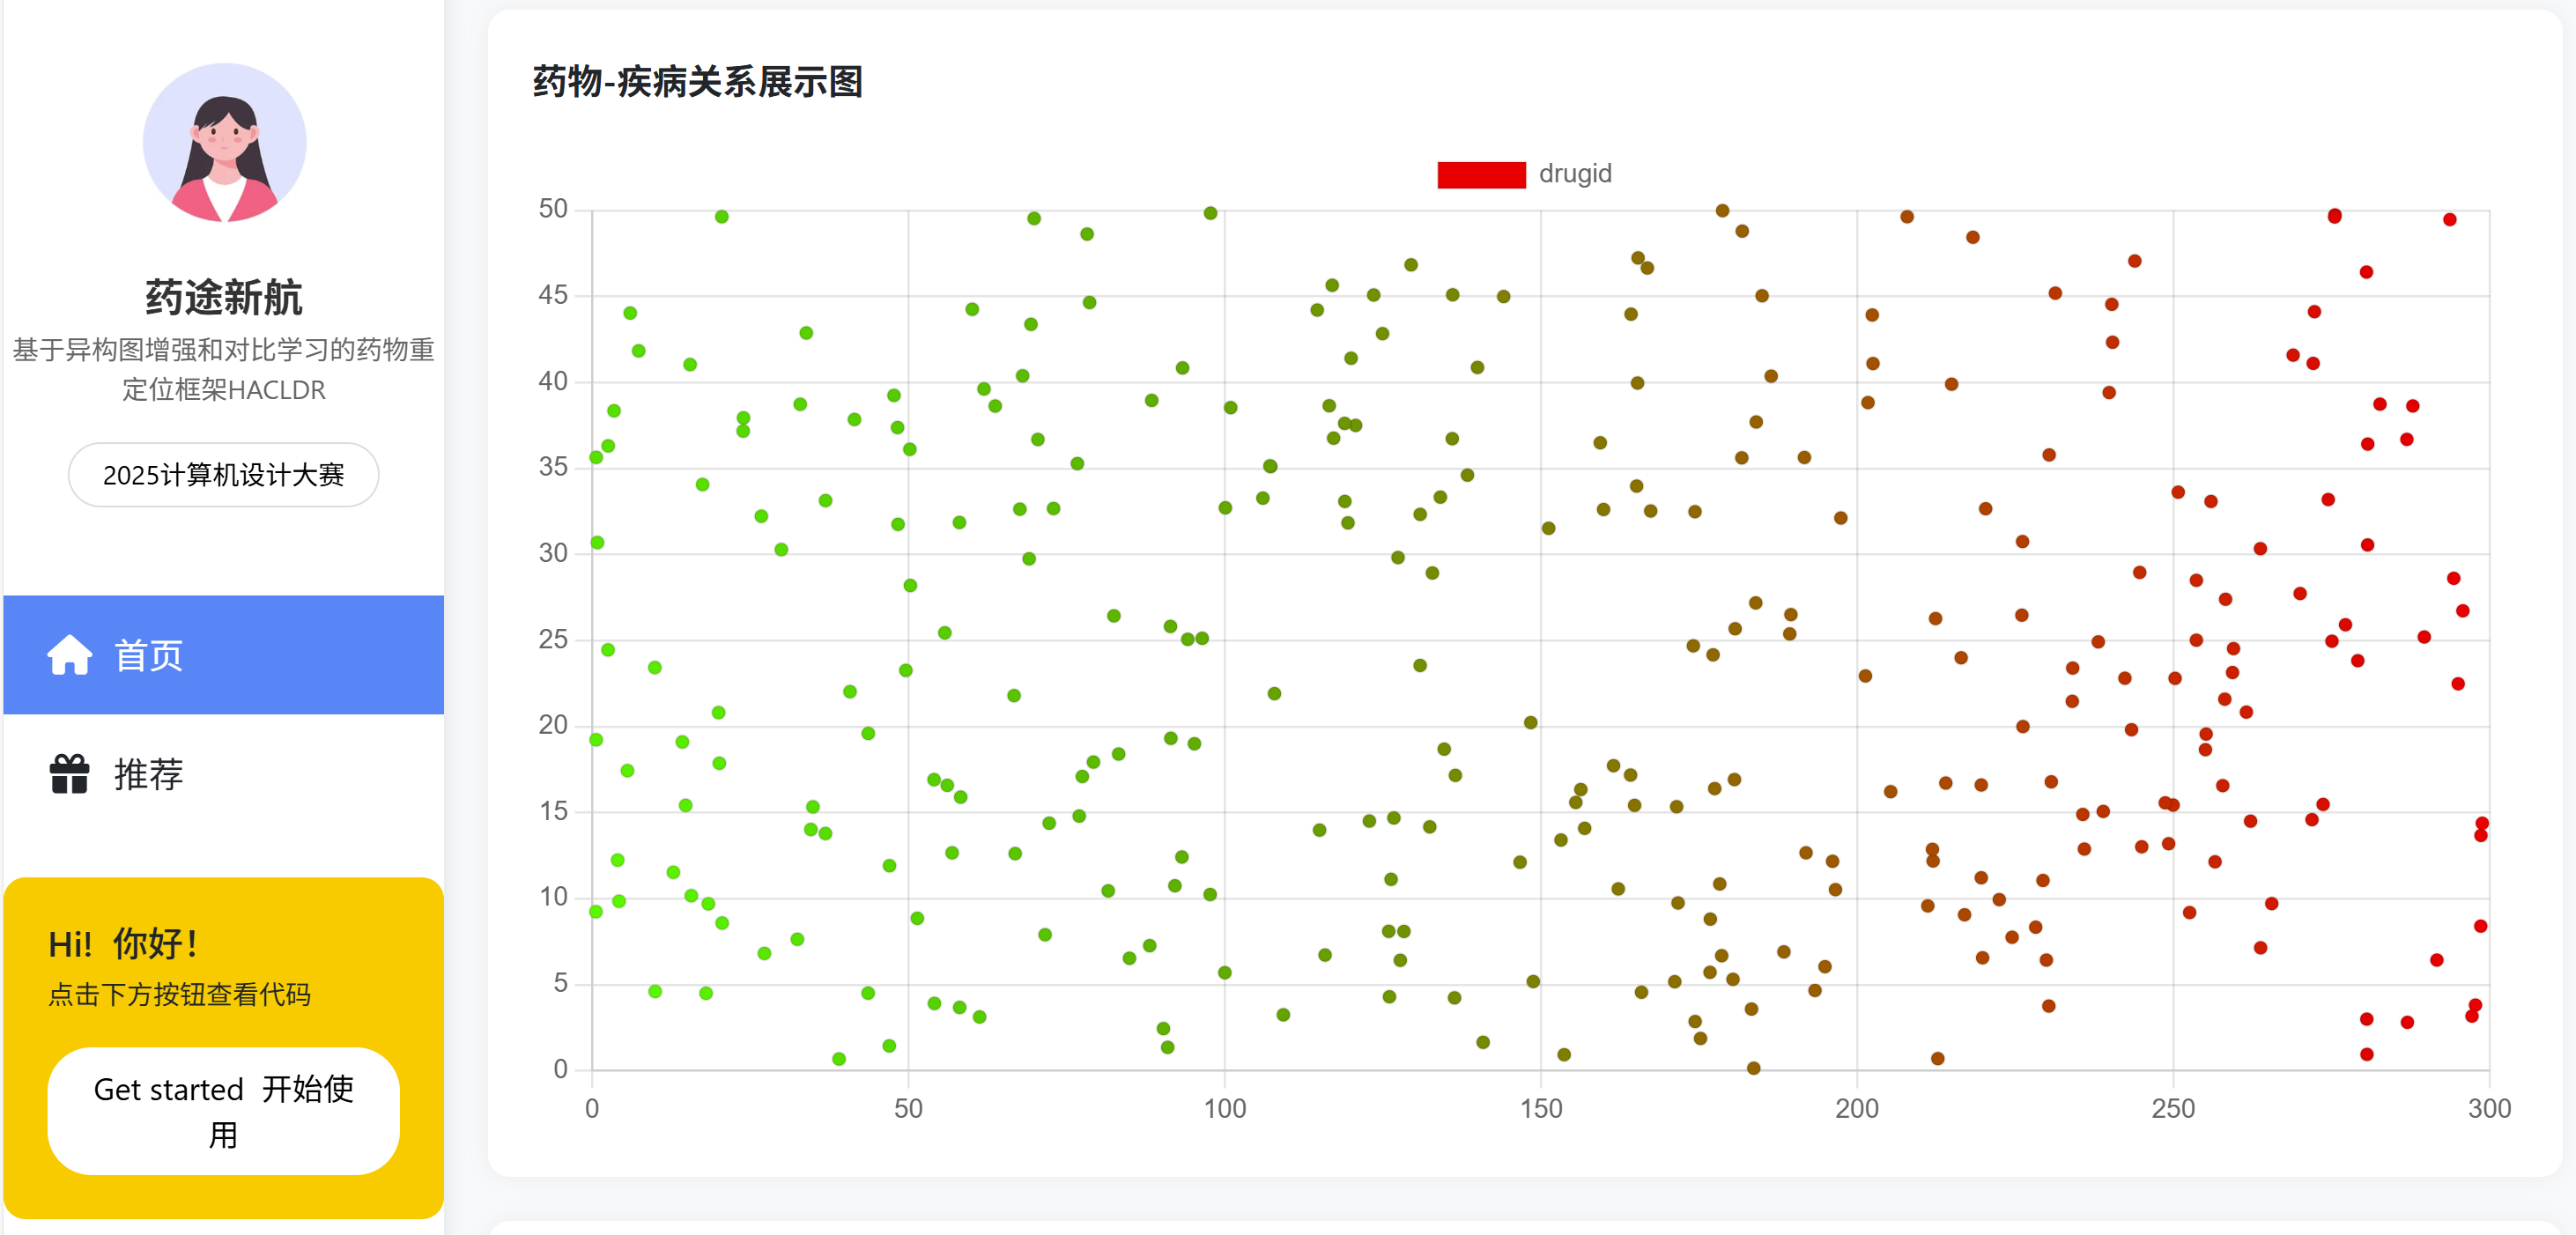 药途新航
基于异构图增强和对比学习的药物重
定位框架HACLDR
2025计算机设计大赛
首页
推荐
Hi! 你好!
点击下方按钮查看代码
Get started 开始使
用
药物-疾病关系展示图
drugid
50
45
40
35
30
25
20
15
10
5
0
0 50 100 150 200 250 300